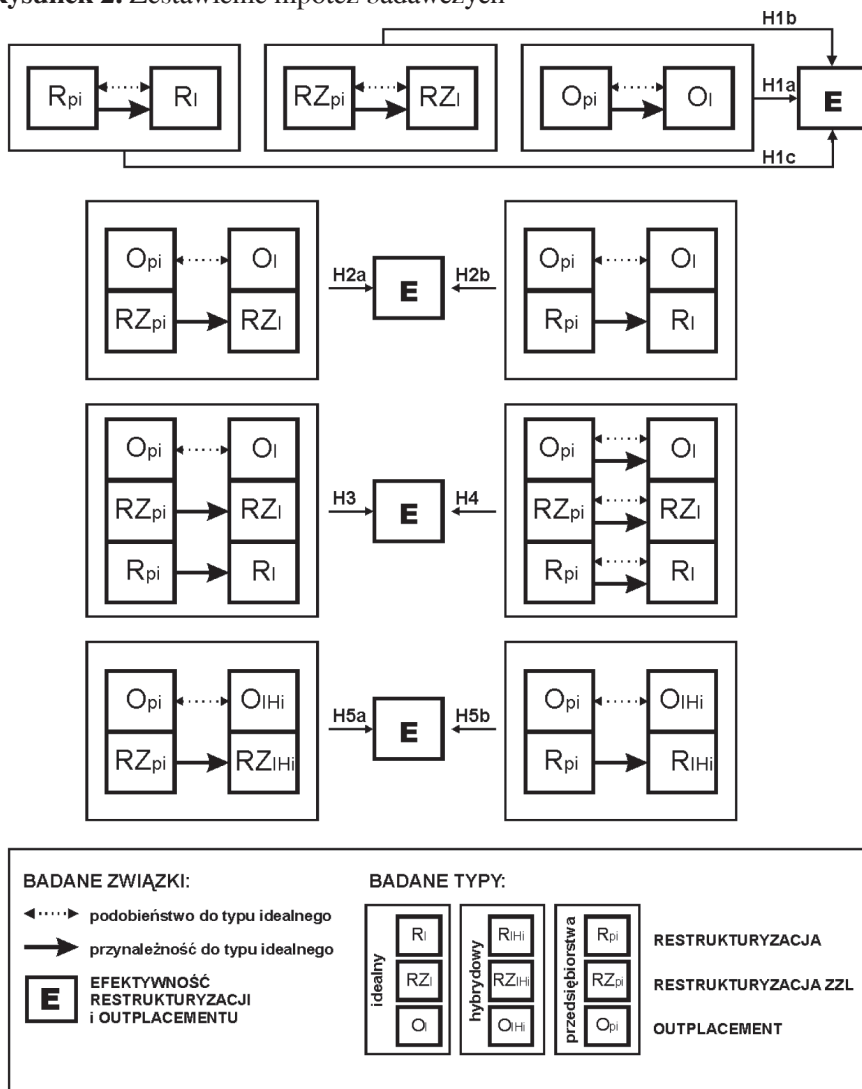 Rysunek 2. Zestawienie hipotez badawczych
H1b
Rpi RI RZpi RZI Opi OI H1a E
H1c
Opi OI H2a E H2b Opi OI
RZpi RZI Rpi RI
Opi OI Opi OI
RZpi RZI H3 E H4 RZpi RZI
Rpi RI Rpi RI
Opi OIHi H5a E H5b Opi OIHi
RZpi RZIHi Rpi RIHi
BADANE ZWIĄZKI:
podobieństwo do typu idealnego
przynależność do typu idealnego
E EFEKTYWNOŚĆ
RESTRUKTURYZACJI
i OUTPLACEMENTU
BADANE TYPY:
idealny
RI
RZI
OI
hybrydowy
RIHi
RZIHi
OIHi
przedsiębiorstwa
Rpi
RZpi
Opi
RESTRUKTURYZACJA
RESTRUKTURYZACJA ZZL
OUTPLACEMENT